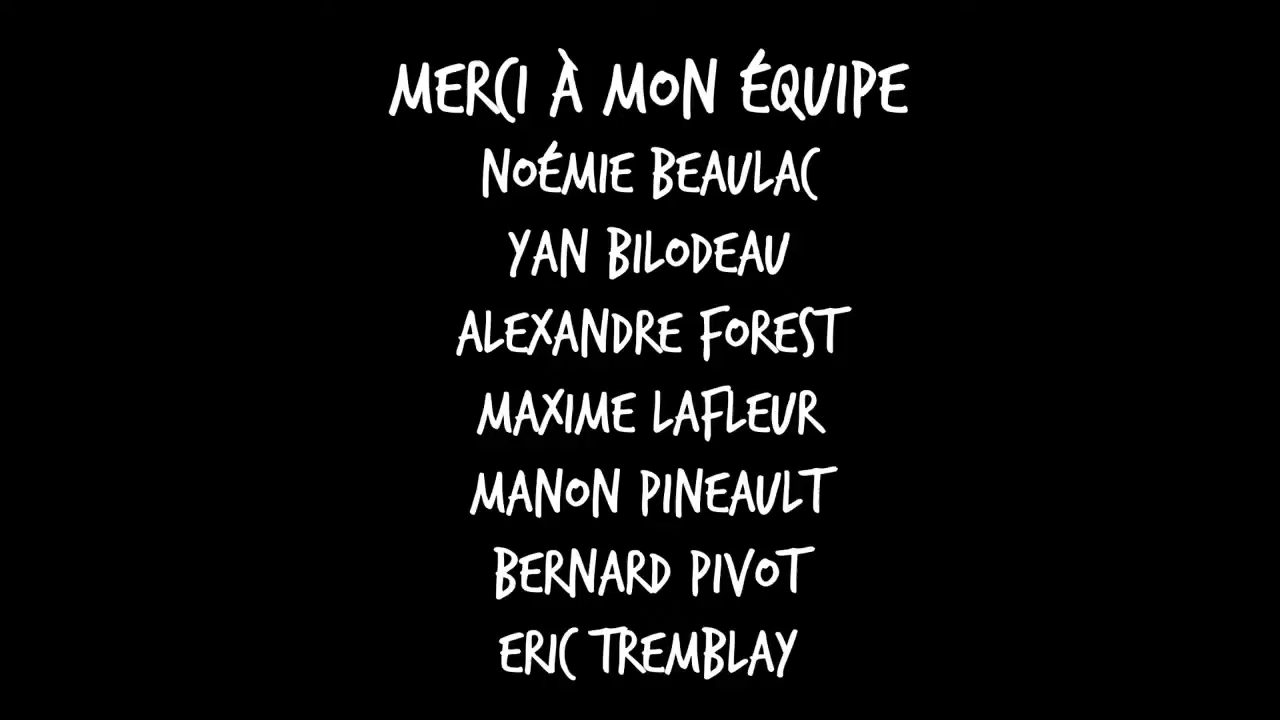 MERCI À MON ÉQUIPE
NOÉMIE BEAULAC
YAN BILODEAU
ALEXANDRE FOREST
MAXIME LAFLEUR
MANON PINEAULT
BERNARD PIVOT
ERIC TREMBLAY